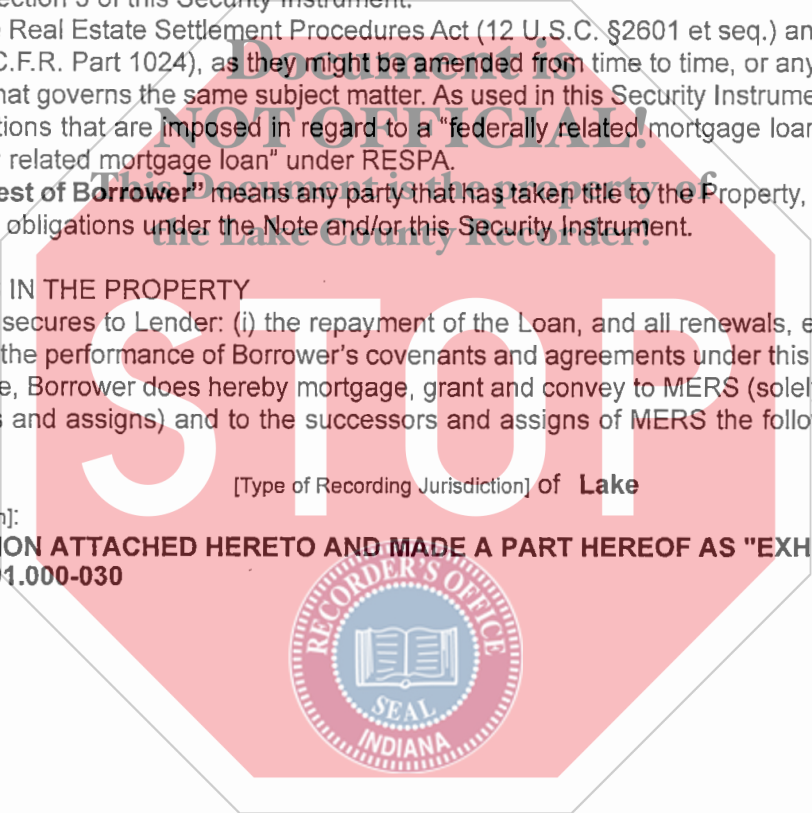 ection 3 of this Security Instrument.
Real Estate Settlement Procedures Act (12 U.S.C. §2601 et seq.) an
C.F.R. Part 1024), as they might be amended from time to time, or any
Document is
hat governs the same subject matter. As used in this Security Instrume
NOT OFFICIAL!
tions that are imposed in regard to a "federally related mortgage loan
related mortgage loan" under RESPA.
est of Borrower" means any party that has taken title to the Property,
This Document is the property of
obligations under the Note and/or this Security Instrument.
the Lake County Recorder!
IN THE PROPERTY
secures to Lender: (i) the repayment of the Loan, and all renewals, e
the performance of Borrower's covenants and agreements under this
e, Borrower does hereby mortgage, grant and convey to MERS (solel
s and assigns) and to the successors and assigns of MERS the follo
STOP
[Type of Recording Jurisdiction] of Lake
n]:
ION ATTACHED HERETO AND MADE A PART HEREOF AS "EXH
1.000-030
RECORDER'S OFFICE
SEAL
INDIANA